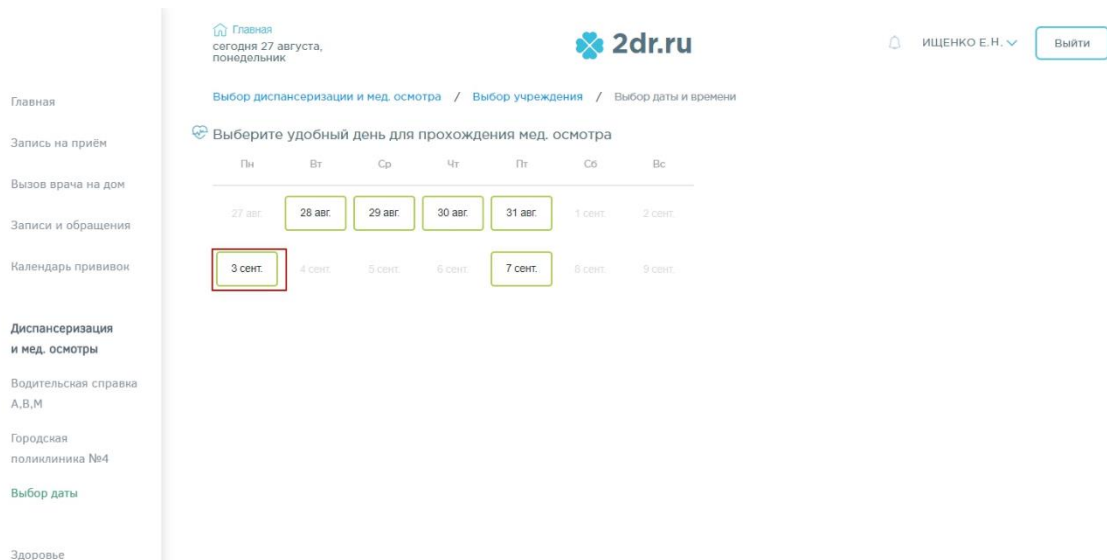 Главная
сегодня 27 августа,
понедельник
2dr.ru
ИЩЕНКО Е.Н.
Выйти
Главная
Запись на приём
Вызов врача на дом
Записи и обращения
Календарь прививок
Диспансеризация
и мед. осмотры
Водительская справка
A,B,M
Городская
поликлиника №4
Выбор даты
Здоровье
Выбор диспансеризации и мед. осмотра / Выбор учреждения / Выбор даты и времени
Выберите удобный день для прохождения мед. осмотра
Пн Вт Ср Чт Пт Сб Вс
27 авг. 28 авг. 29 авг. 30 авг. 31 авг. 1 сент. 2 сент.
3 сент. 4 сент. 5 сент. 6 сент. 7 сент. 8 сент. 9 сент.